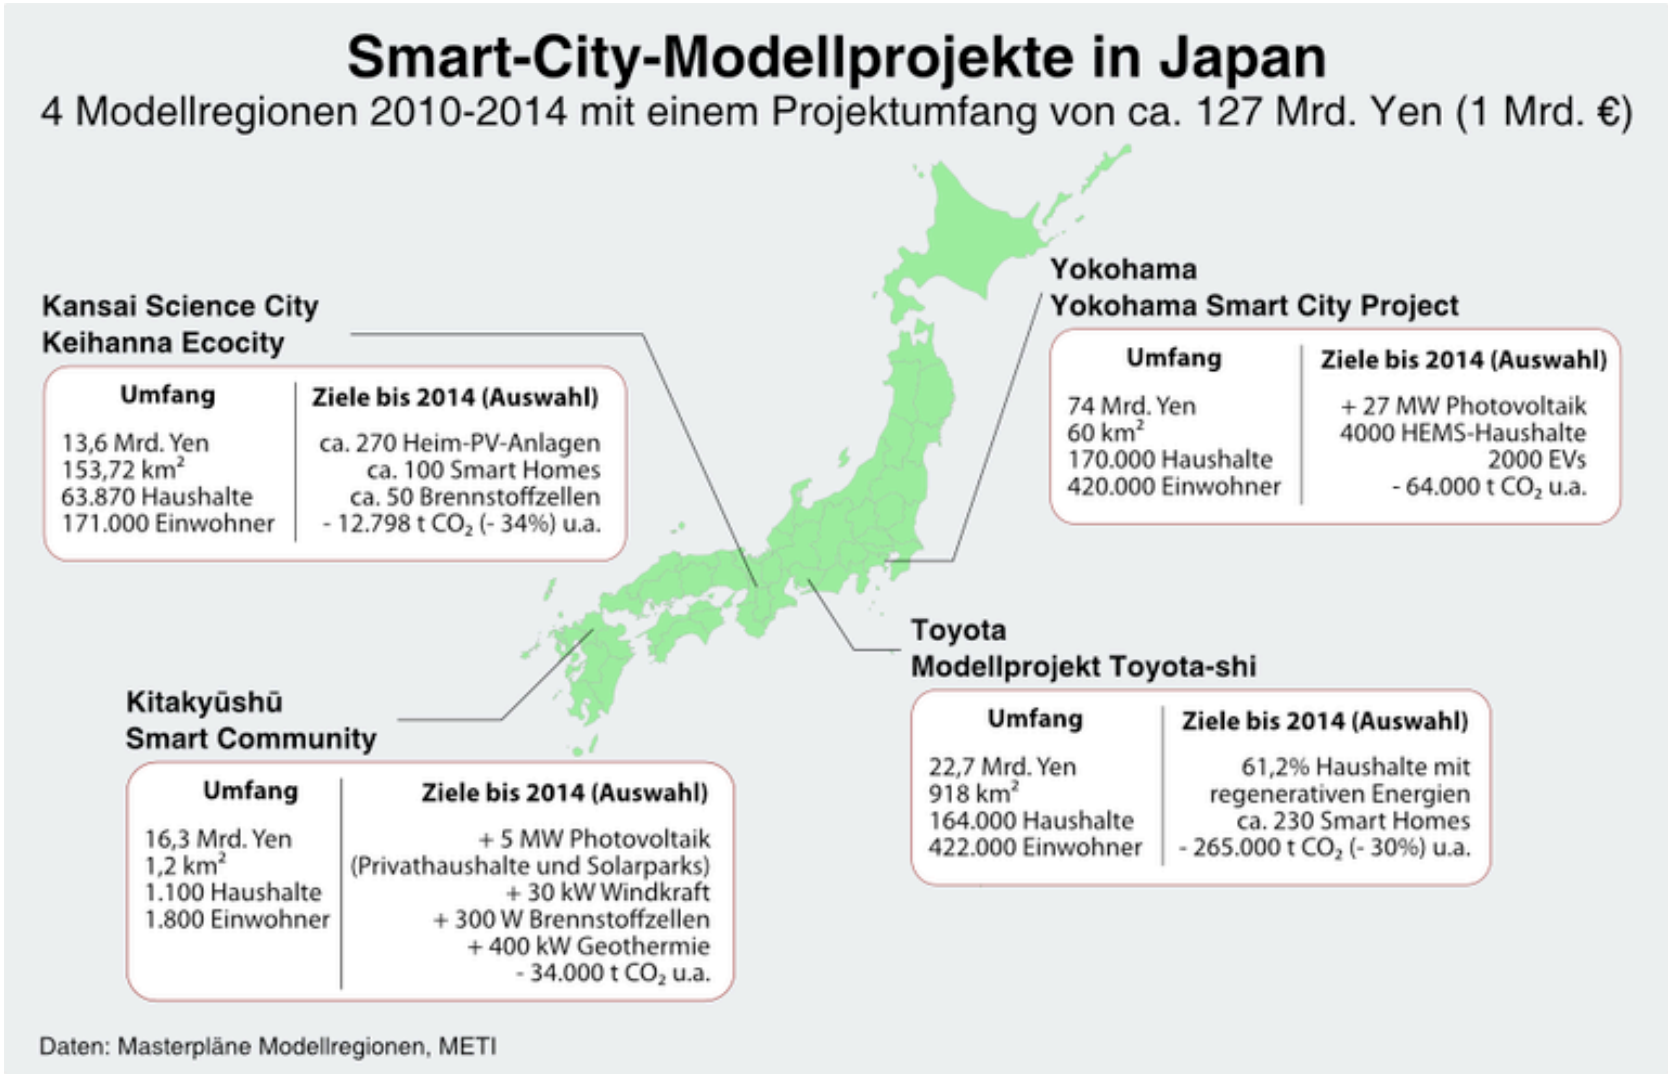 Smart-City-Modellprojekte in Japan
4 Modellregionen 2010-2014 mit einem Projektumfang von ca. 127 Mrd. Yen (1 Mrd. €)
Kansai Science City
Keihanna Ecocity
Umfang
13,6 Mrd. Yen
153,72 km²
63.870 Haushalte
171.000 Einwohner
Ziele bis 2014 (Auswahl)
ca. 270 Heim-PV-Anlagen
ca. 100 Smart Homes
ca. 50 Brennstoffzellen
- 12.798 t CO₂ (- 34%) u.a.
Yokohama
Yokohama Smart City Project
Umfang
74 Mrd. Yen
60 km²
170.000 Haushalte
420.000 Einwohner
Ziele bis 2014 (Auswahl)
+ 27 MW Photovoltaik
4000 HEMS-Haushalte
2000 EVs
- 64.000 t CO₂ u.a.
Toyota
Modellprojekt Toyota-shi
Umfang
22,7 Mrd. Yen
918 km²
164.000 Haushalte
422.000 Einwohner
Ziele bis 2014 (Auswahl)
61,2% Haushalte mit
regenerativen Energien
ca. 230 Smart Homes
- 265.000 t CO₂ (- 30%) u.a.
Kitakyūshū
Smart Community
Umfang
16,3 Mrd. Yen
1,2 km²
1.100 Haushalte
1.800 Einwohner
Ziele bis 2014 (Auswahl)
+ 5 MW Photovoltaik
(Privathaushalte und Solarparks)
+ 30 kW Windkraft
+ 300 W Brennstoffzellen
+ 400 kW Geothermie
- 34.000 t CO₂ u.a.
Daten: Masterpläne Modellregionen, METI